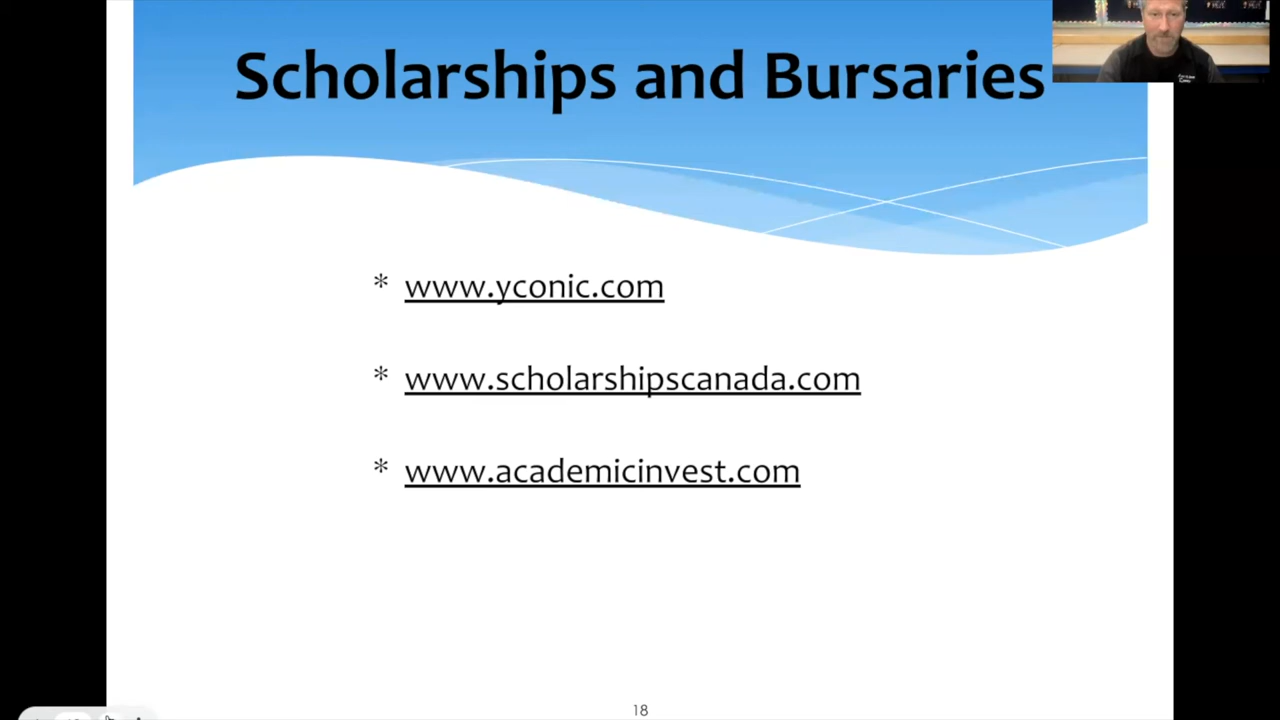 Scholarships and Bursaries
* www.yconic.com
* www.scholarshipscanada.com
* www.academicinvest.com
18